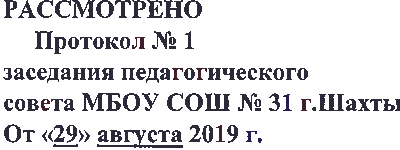 РАССМОТРЕНО
Протокол № 1
заседания педагогического
совета МБОУ СОШ № 31 г.Шахты
От «29» августа 2019 г.